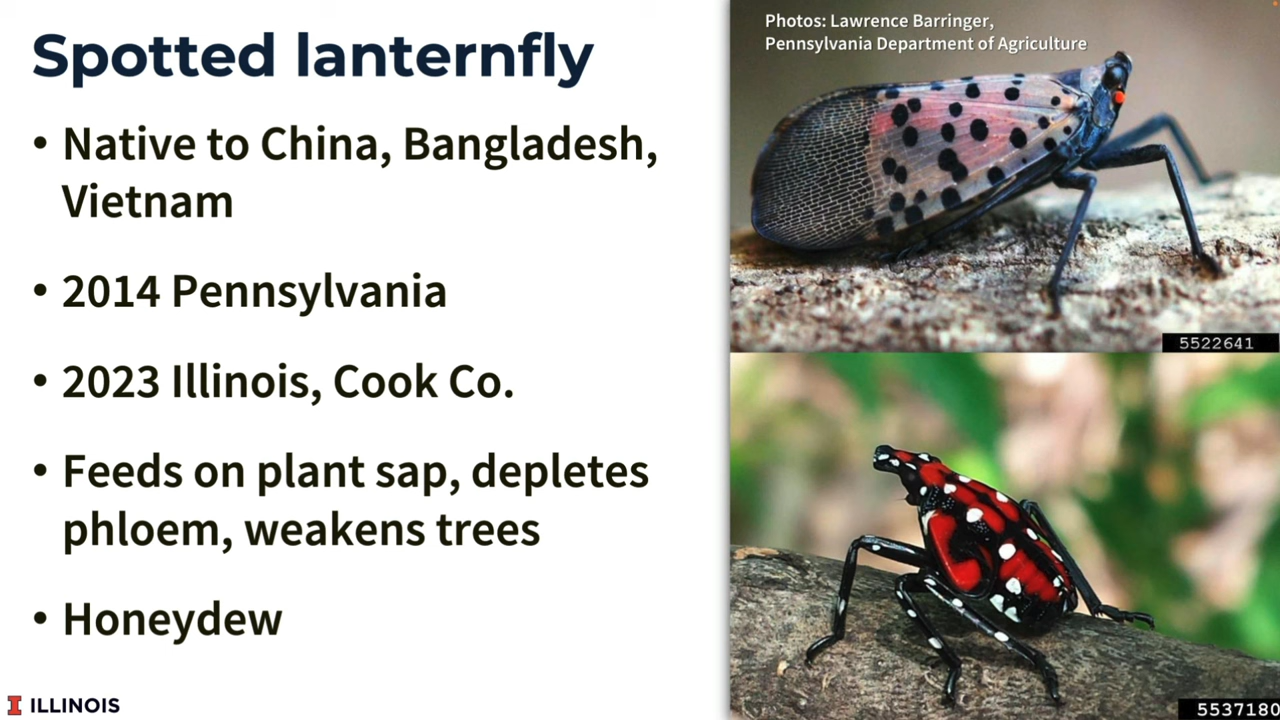 Spotted lanternfly
• Native to China, Bangladesh,
Vietnam
• 2014 Pennsylvania
• 2023 Illinois, Cook Co.
• Feeds on plant sap, depletes
phloem, weakens trees
• Honeydew
I ILLINOIS
Photos: Lawrence Barringer,
Pennsylvania Department of Agriculture
5522641
5537180